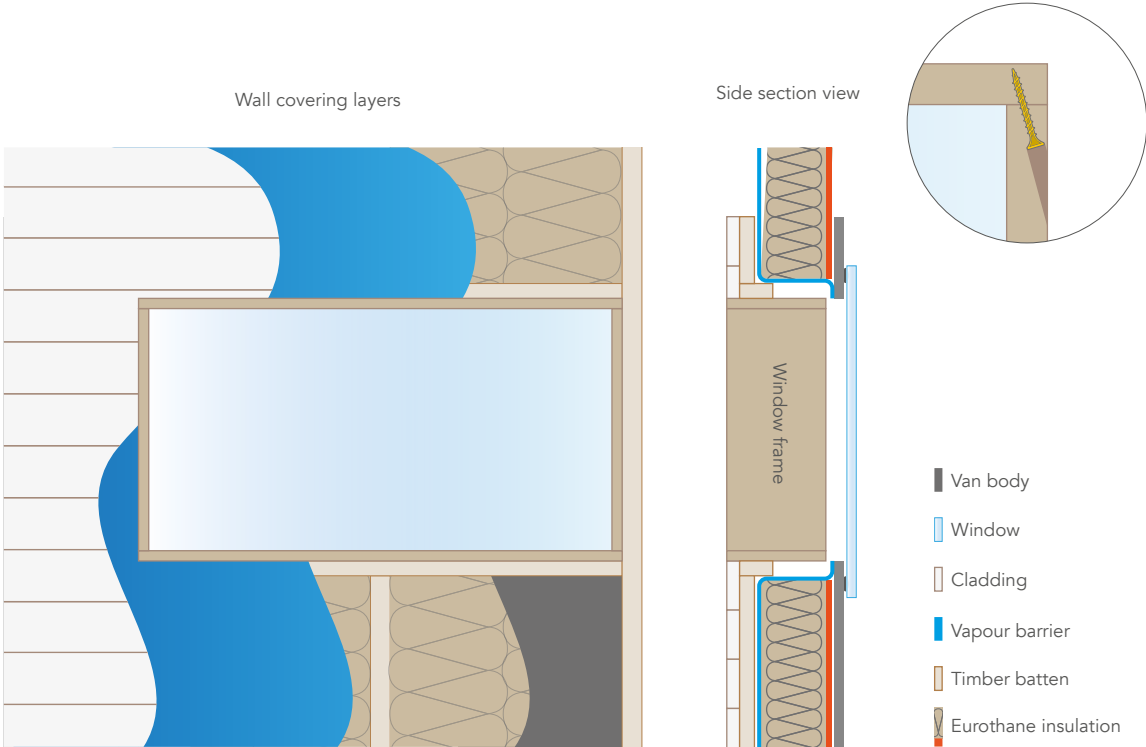 Wall covering layers
Side section view
Window frame
Van body
Window
Cladding
Vapour barrier
Timber batten
Eurothane insulation